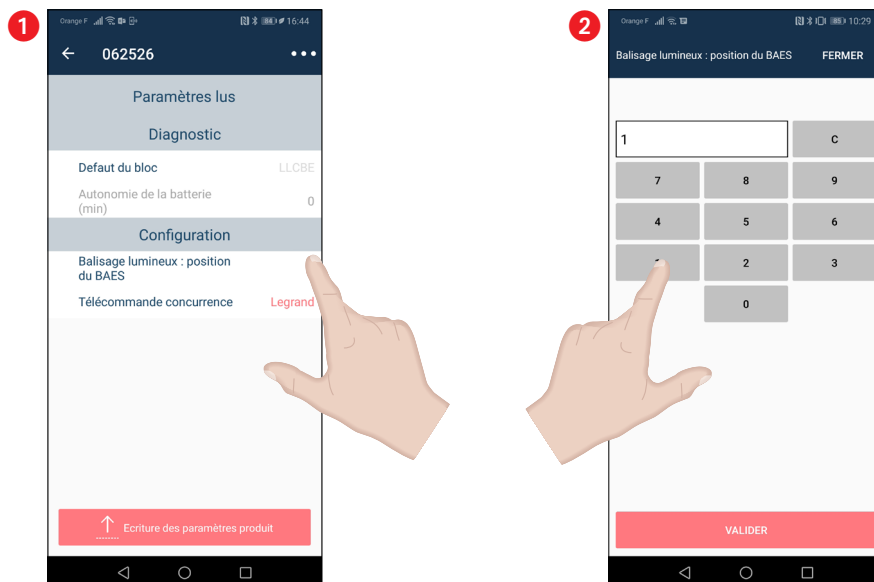 1
Orange F 84 16:44
062526
Paramètres lus
Diagnostic
Defaut du bloc LLCBE
Autonomie de la batterie
(min) 0
Configuration
Balisage lumineux : position
du BAES
Télécommande concurrence Legrand
Ecriture des paramètres produit
2
Orange F 85 10:29
Balisage lumineux : position du BAES FERMER
1 C
7 8 9
4 5 6
2 3
0
VALIDER